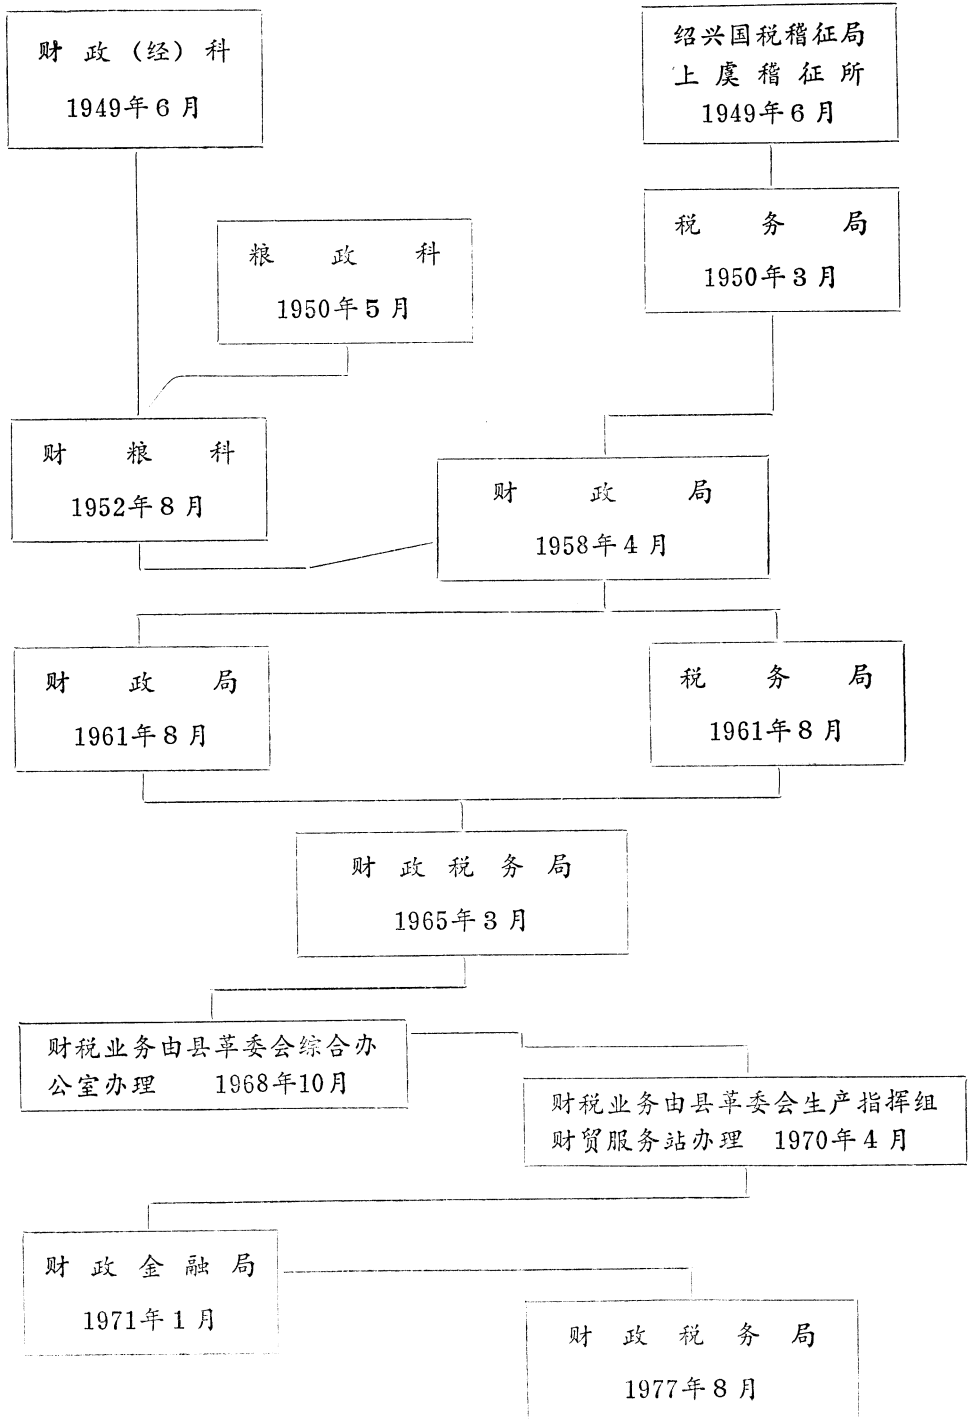 财政（经）科
1949年6月
绍兴国税稽征局
上虞稽征所
1949年6月
税务局
1950年3月
粮政科
1950年5月
财粮科
1952年8月
财政局
1958年4月
财政局
1961年8月
税务局
1961年8月
财政税务局
1965年3月
财税业务由县革委会综合办
公室办理 1968年10月
财税业务由县革委会生产指挥组
财贸服务站办理 1970年4月
财政金融局
1971年1月
财政税务局
1977年8月